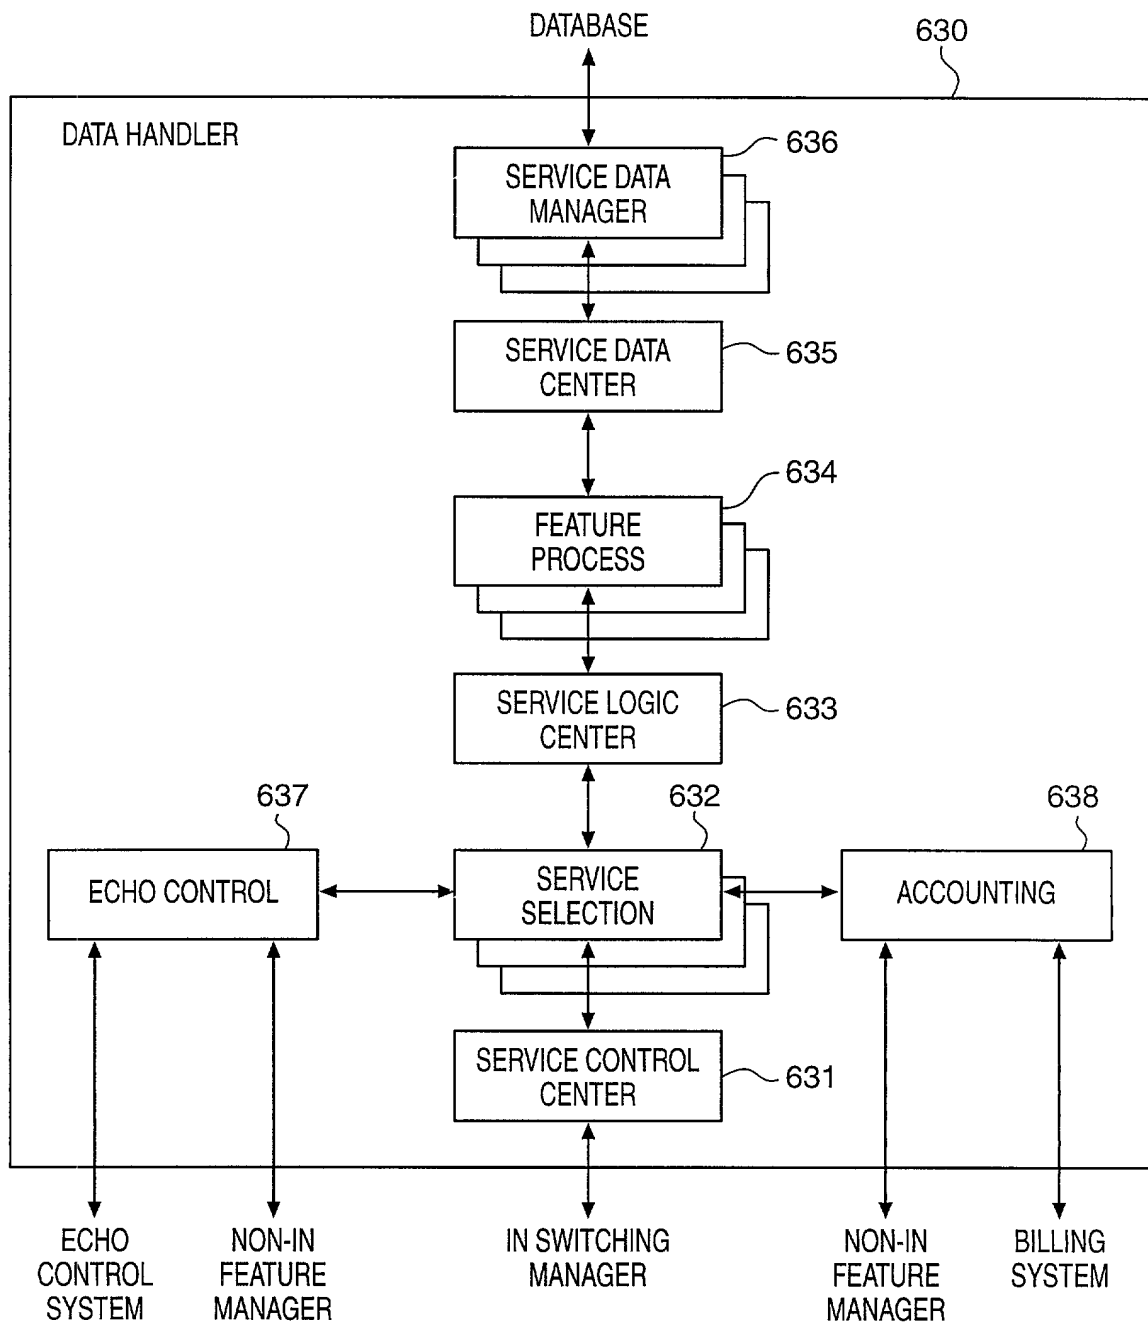 DATABASE
630
DATA HANDLER
636
SERVICE DATA
MANAGER
SERVICE DATA
CENTER
635
634
FEATURE
PROCESS
SERVICE LOGIC
CENTER
633
637
632
638
ECHO CONTROL
SERVICE
SELECTION
ACCOUNTING
SERVICE CONTROL
CENTER
631
ECHO
CONTROL
SYSTEM
NON-IN
FEATURE
MANAGER
IN SWITCHING
MANAGER
NON-IN
FEATURE
MANAGER
BILLING
SYSTEM